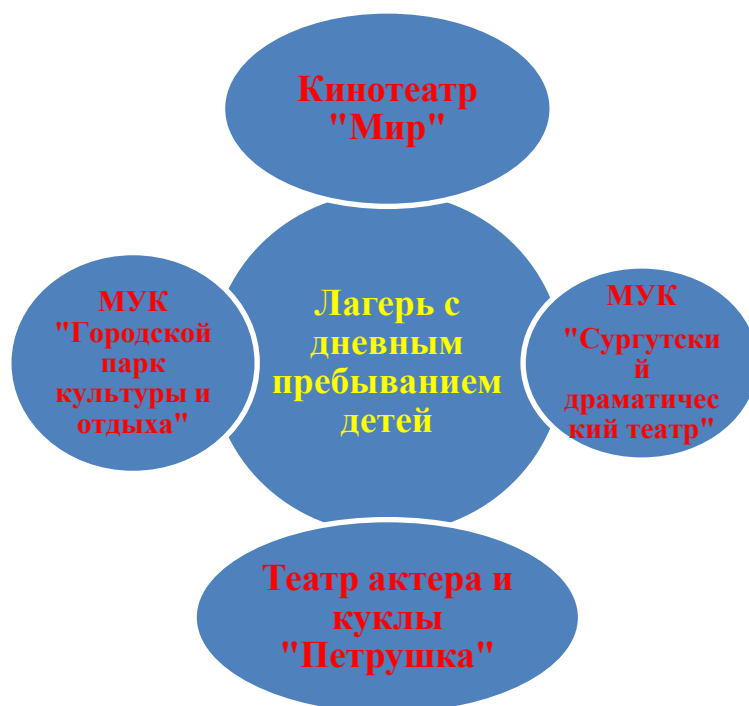 Кинотеатр
"Мир"
МУК
"Городской
парк
культуры и
отдыха"
Лагерь с
дневным
пребыванием
детей
МУК
"Сургутски
й
драматичес
кий театр"
Театр актера и
куклы
"Петрушка"